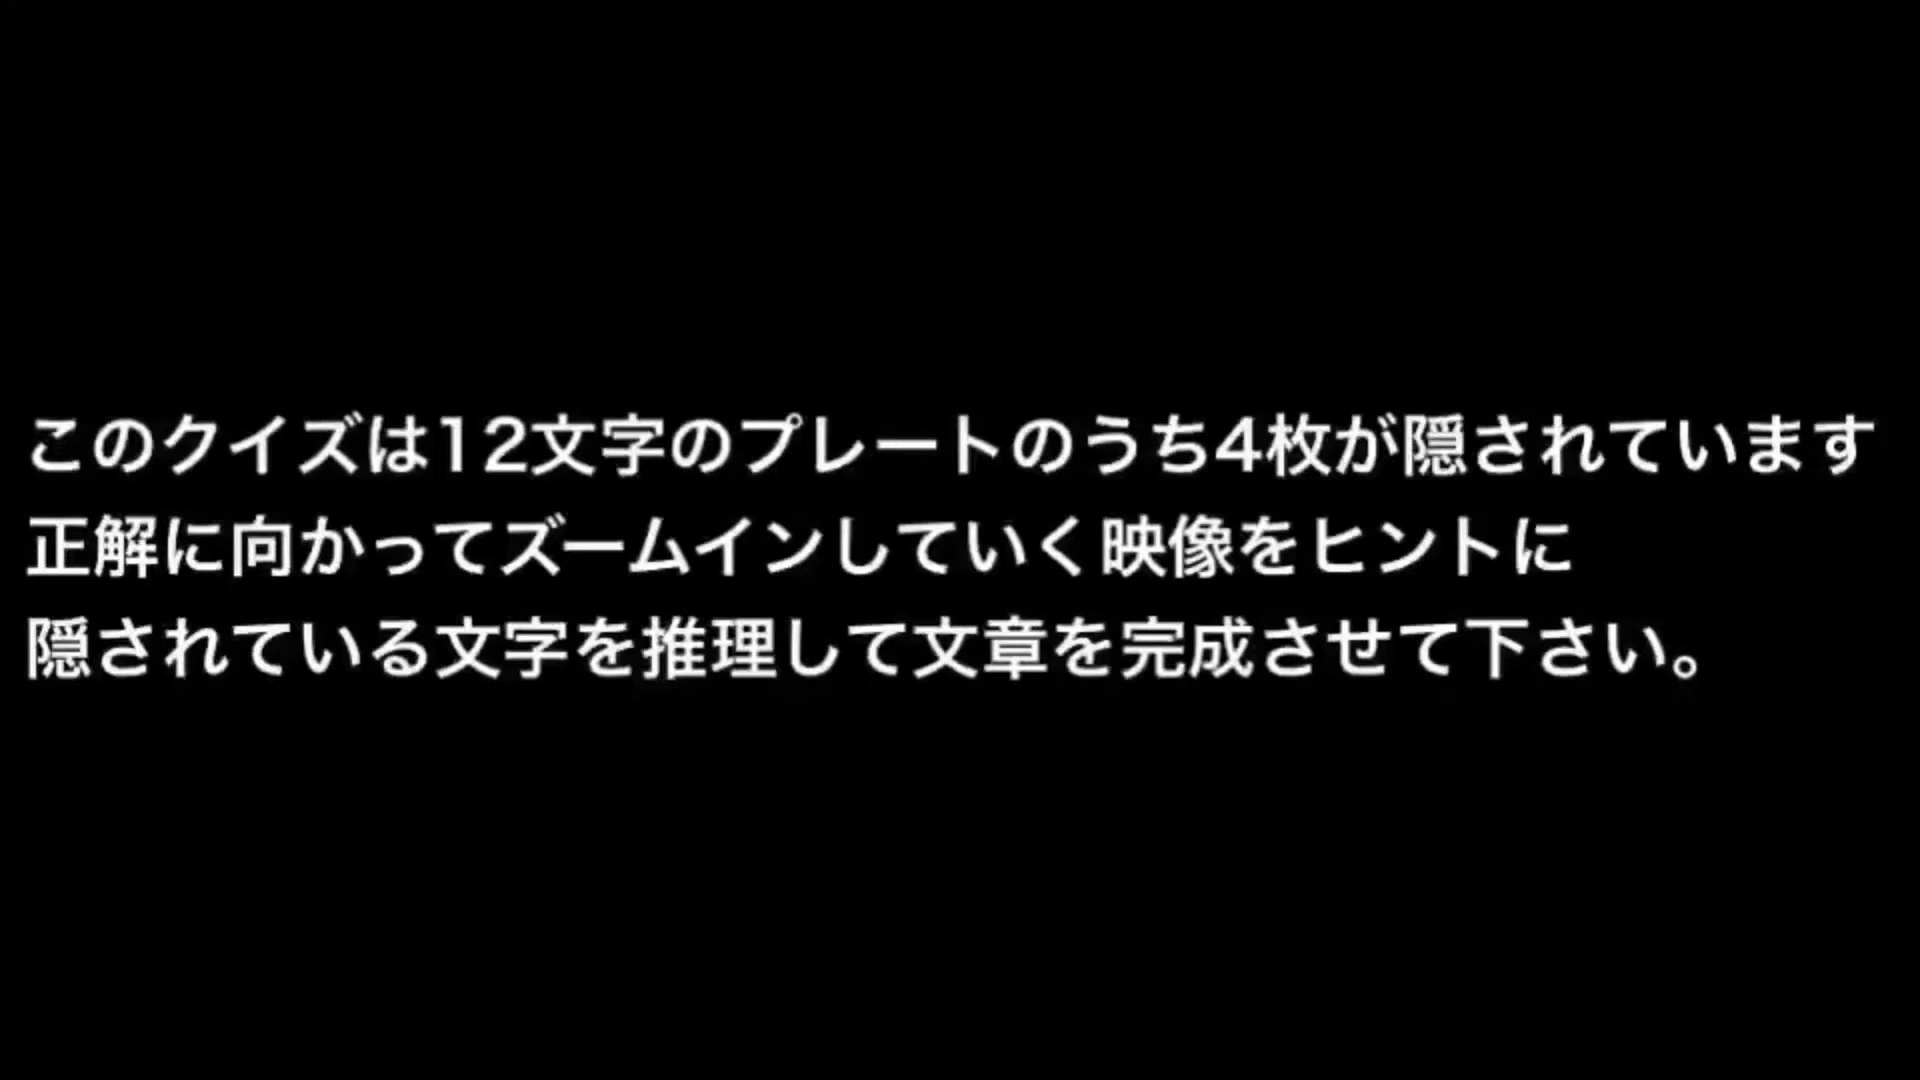 このクイズは12文字のプレートのうち4枚が隠されています
正解に向かってズームインしていく映像をヒントに
隠されている文字を推理して文章を完成させて下さい。